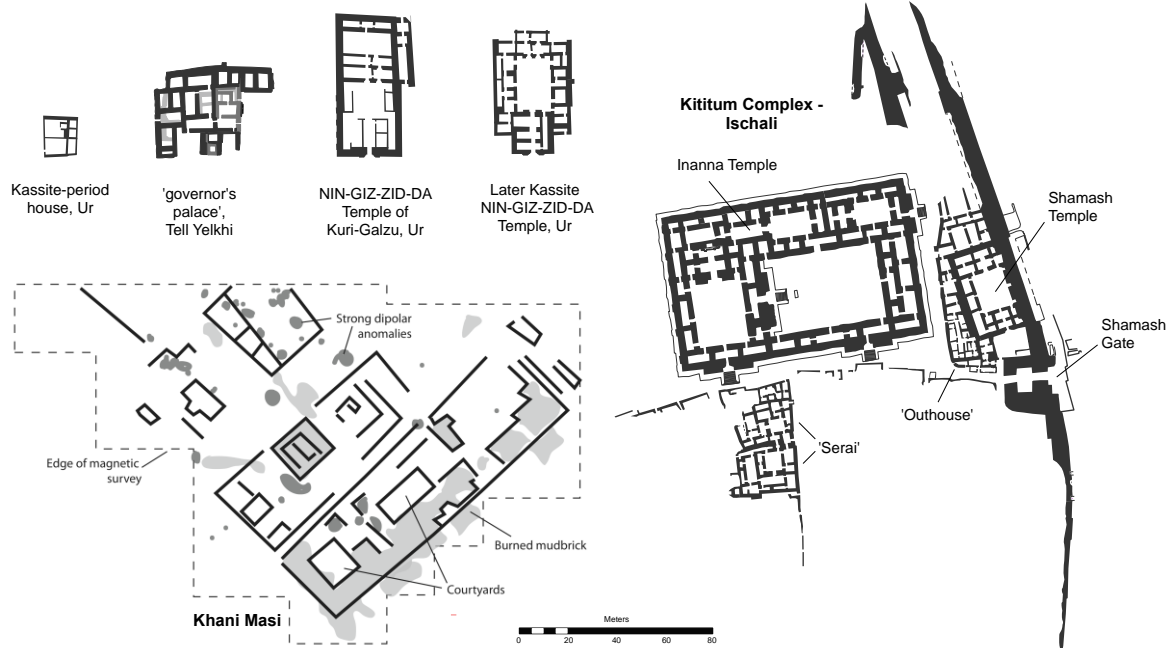 Kassite-period
house, Ur
'governor's
palace',
Tell Yelkhi
NIN-GIZ-ZID-DA
Temple of
Kuri-Galzu, Ur
Later Kassite
NIN-GIZ-ZID-DA
Temple, Ur
Kititum Complex -
Ischali
Inanna Temple
Shamash
Temple
Shamash
Gate
'Outhouse'
'Serai'
Strong dipolar
anomalies
Edge of magnetic
survey
Burned mudbrick
Courtyards
Khani Masi
Meters
0 20 40 60 80